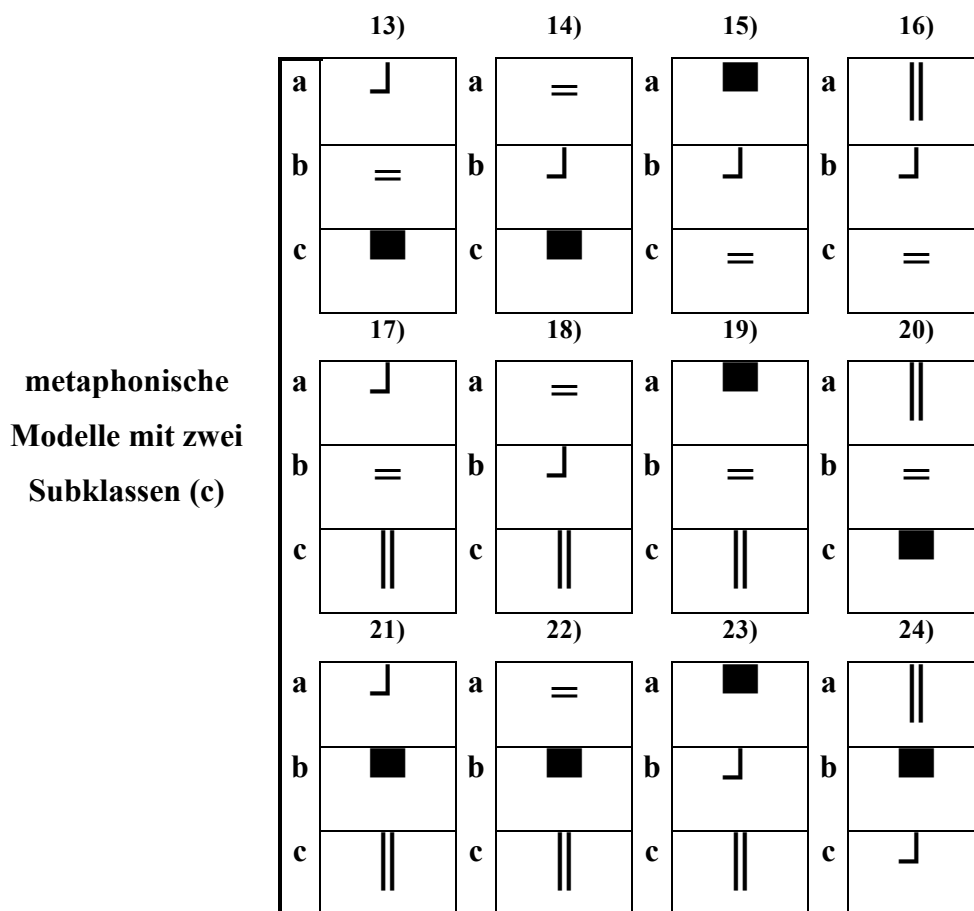 13) 14) 15) 16)
a a a a
b b b b
c c c c
17) 18) 19) 20)
metaphonische
Modelle mit zwei
Subklassen (c)
a a a a
b b b b
c c c c
21) 22) 23) 24)
a a a a
b b b b
c c c c